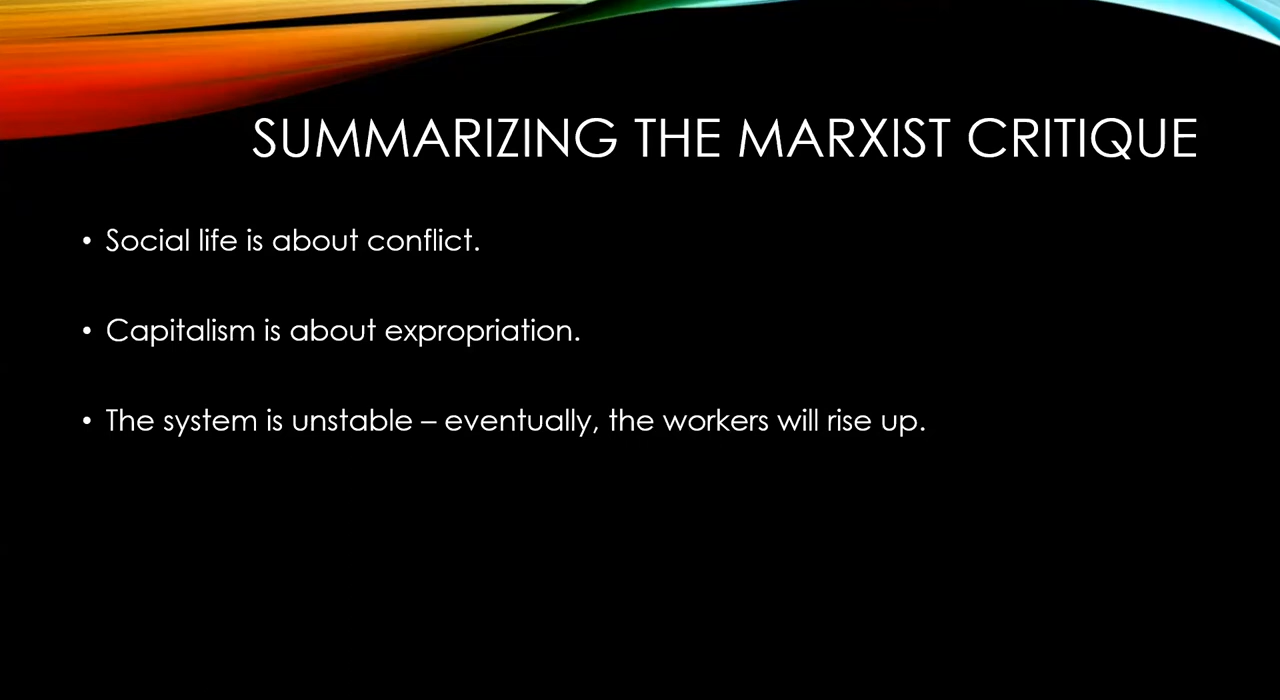 SUMMARIZING THE MARXIST CRITIQUE
• Social life is about conflict.
• Capitalism is about expropriation.
• The system is unstable – eventually, the workers will rise up.